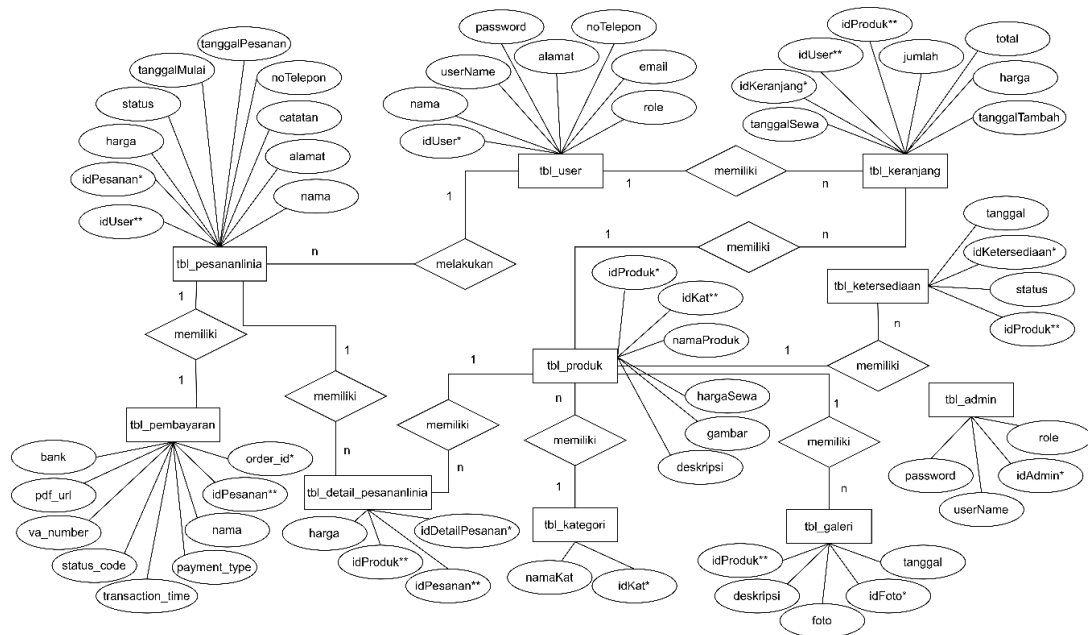 tanggalPesanan
tanggalMulai
noTelepon
status
catatan
harga
alamat
idPesanan*
nama
idUser**
tbl_pesananlinia
password
noTelepon
alamat
userName
email
nama
role
idUser*
tbl_user
idProduk**
total
idUser**
jumlah
idKeranjang*
harga
tanggalSewa
tanggalTambah
tbl_keranjang
1
memiliki
n
1
n
melakukan
1
memiliki
n
tanggal
idKetersediaan*
tbl_ketersediaan
status
idProduk**
n
1
memiliki
idProduk*
idKat**
namaProduk
tbl_produk
hargaSewa
gambar
deskripsi
1
memiliki
1
1
memiliki
n
1
memiliki
n
n
memiliki
1
1
memiliki
n
tbl_admin
role
password
idAdmin*
userName
tbl_pembayaran
bank
order_id*
pdf_url
idPesanan**
va_number
nama
status_code
payment_type
transaction_time
tbl_detail_pesananlinia
harga
idDetailPesanan*
idProduk**
idPesanan**
tbl_kategori
namaKat
idKat*
tbl_galeri
idProduk**
tanggal
deskripsi
idFoto*
foto